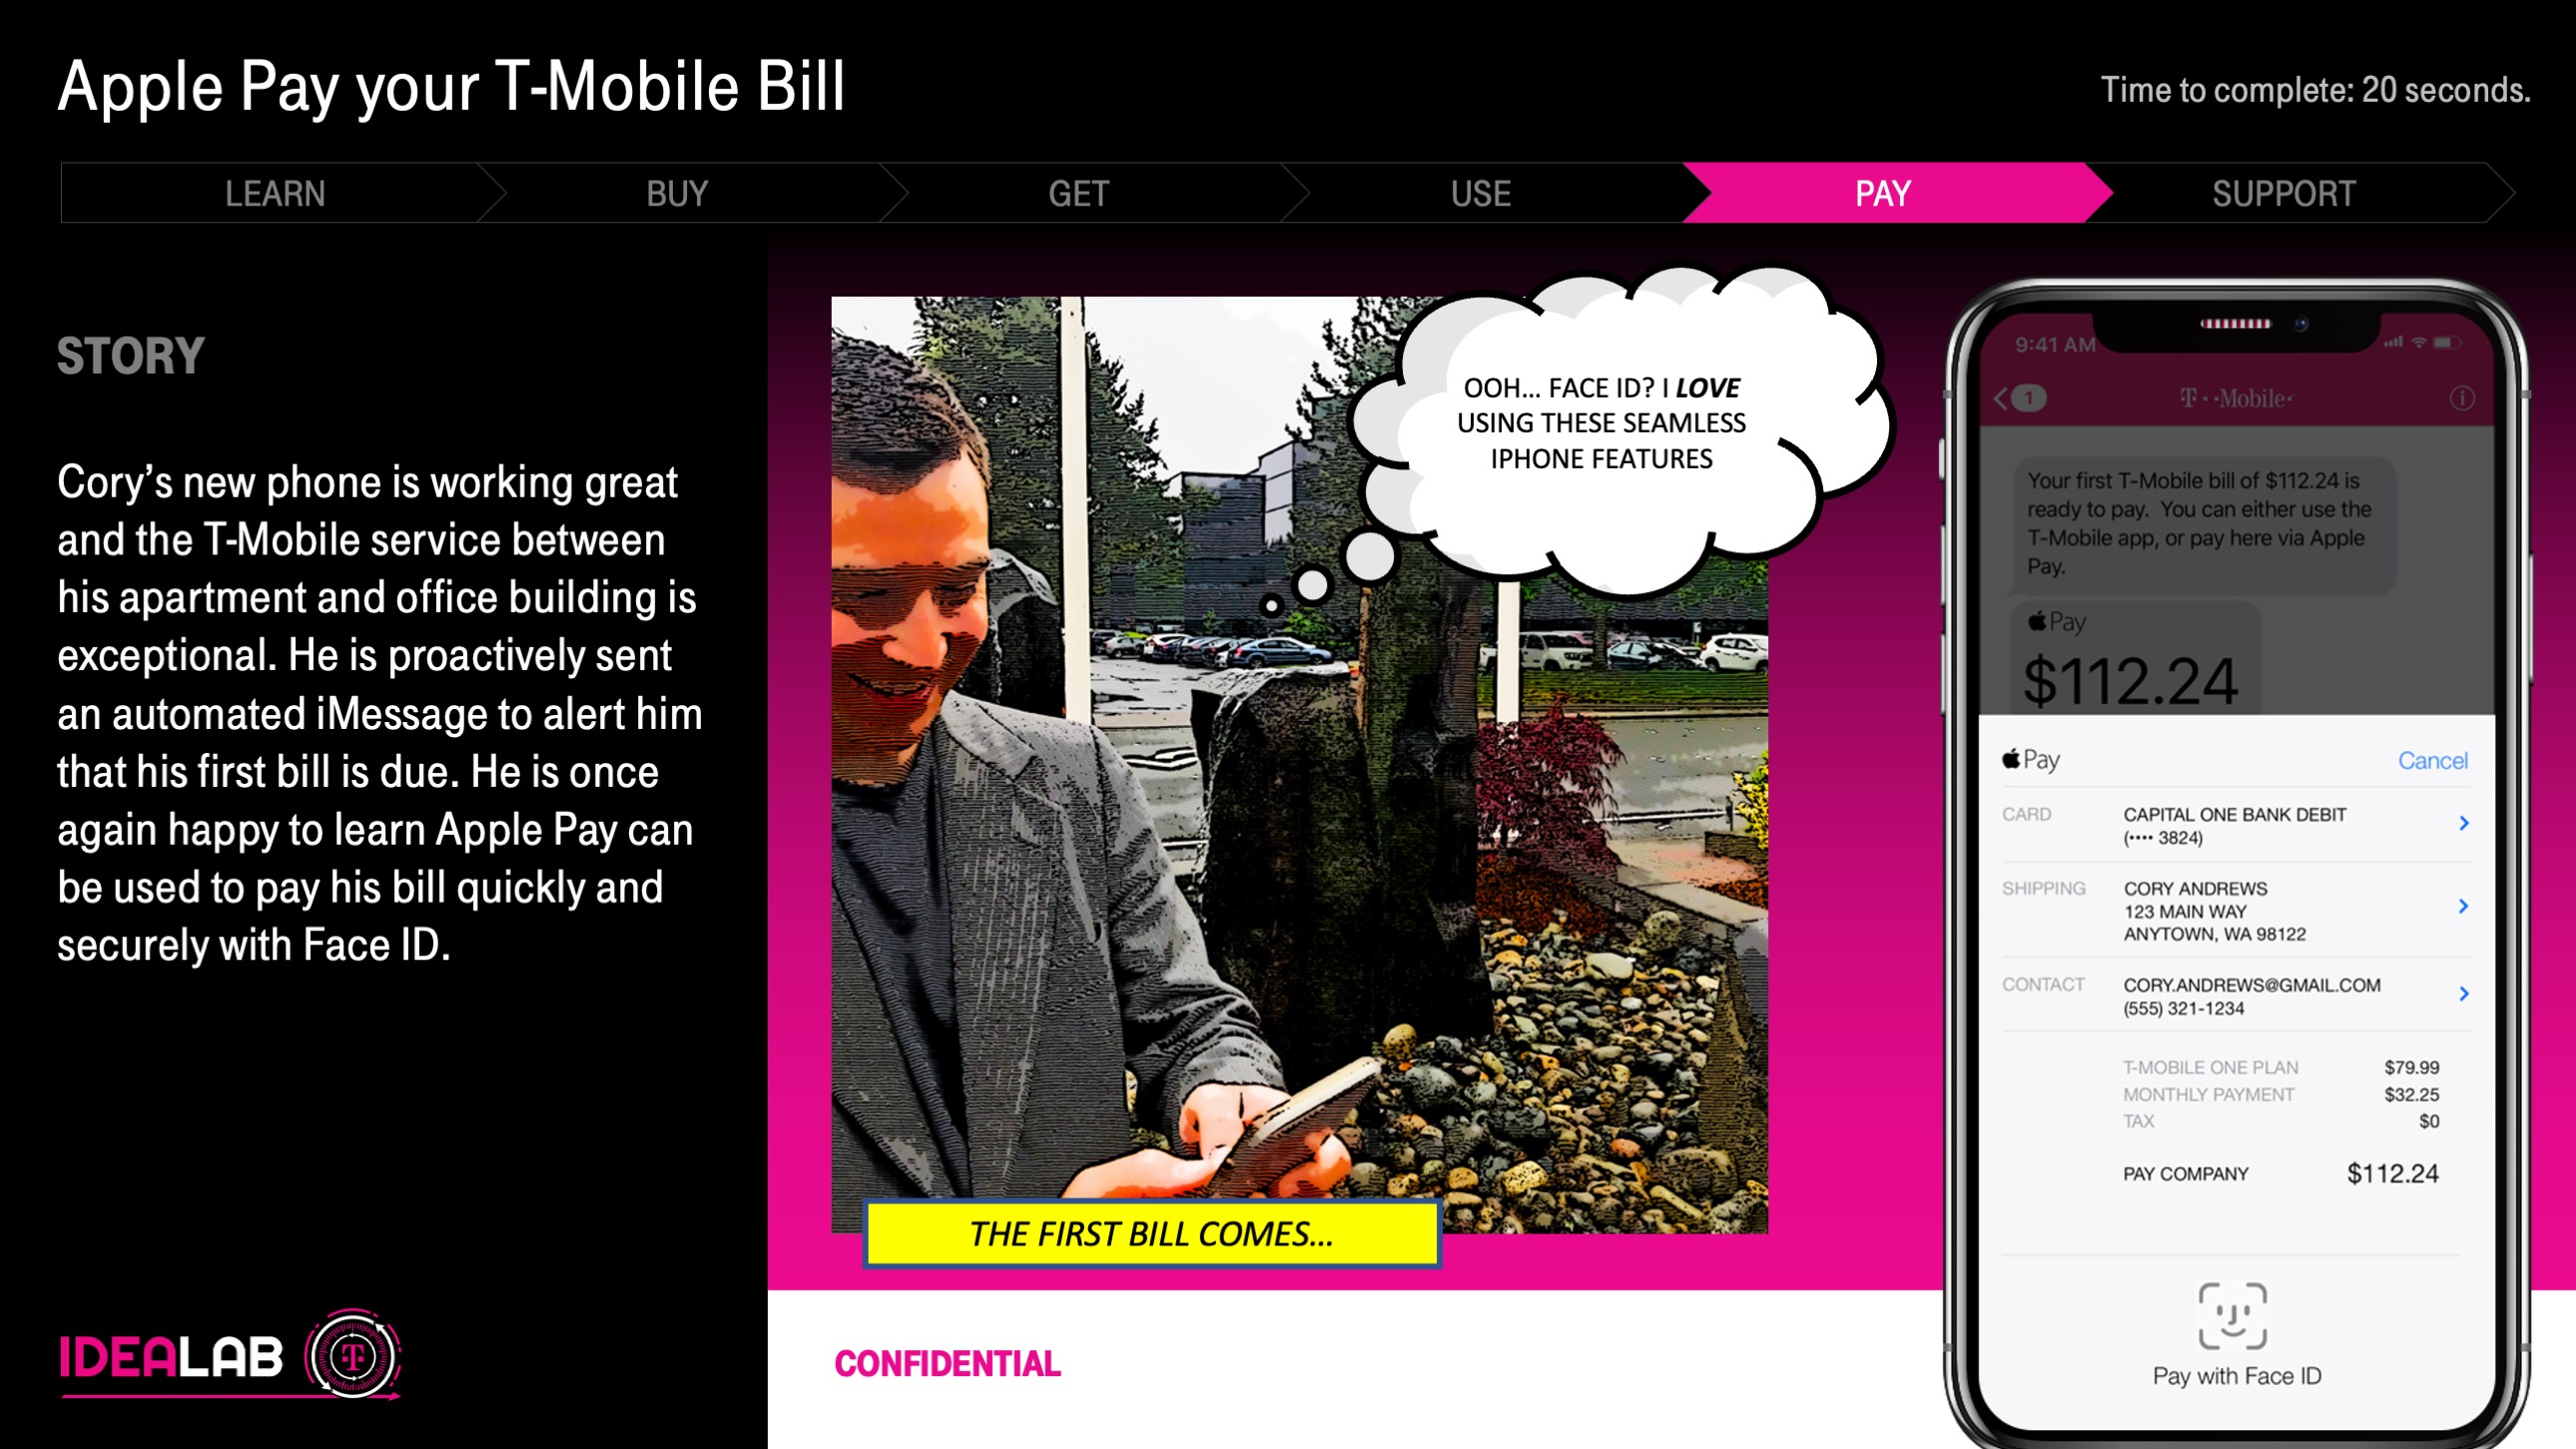 Apple Pay your T-Mobile Bill
Time to complete: 20 seconds.
LEARN
BUY
GET
USE
PAY
SUPPORT
STORY
Cory’s new phone is working great
and the T-Mobile service between
his apartment and office building is
exceptional. He is proactively sent
an automated iMessage to alert him
that his first bill is due. He is once
again happy to learn Apple Pay can
be used to pay his bill quickly and
securely with Face ID.
OOH... FACE ID? I LOVE
USING THESE SEAMLESS
IPHONE FEATURES
THE FIRST BILL COMES...
9:41 AM
1
T··Mobile·
Your first T-Mobile bill of $112.24 is
ready to pay.  You can either use the
T-Mobile app, or pay here via Apple
Pay.
Pay
$112.24
Pay
Cancel
CARD
CAPITAL ONE BANK DEBIT
(•••• 3824)
SHIPPING
CORY ANDREWS
123 MAIN WAY
ANYTOWN, WA 98122
CONTACT
CORY.ANDREWS@GMAIL.COM
(555) 321-1234
T-MOBILE ONE PLAN $79.99
MONTHLY PAYMENT $32.25
TAX $0
PAY COMPANY $112.24
Pay with Face ID
IDEALAB
T
CONFIDENTIAL